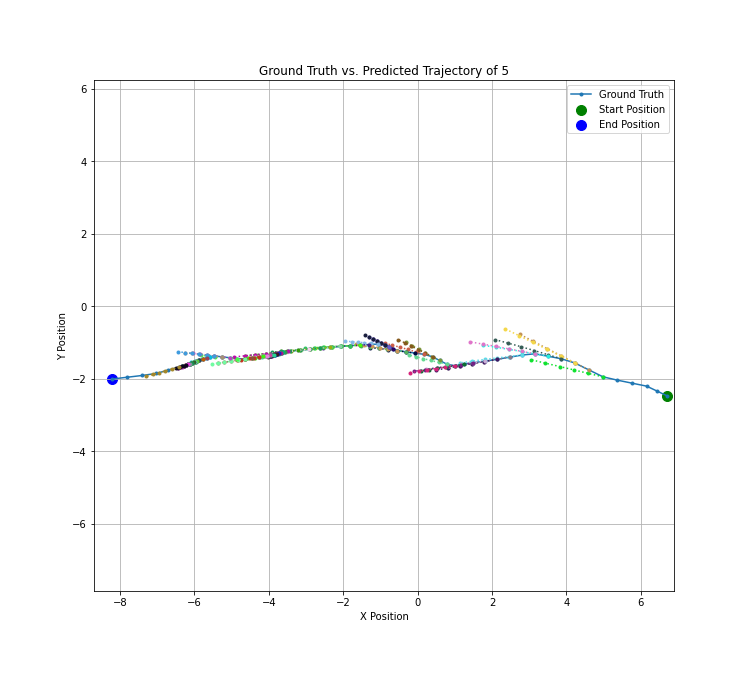 Ground Truth vs. Predicted Trajectory of 5
Ground Truth
Start Position
End Position
6
4
2
0
−2
−4
−6
Y Position
−8
−6
−4
−2
0
2
4
6
X Position